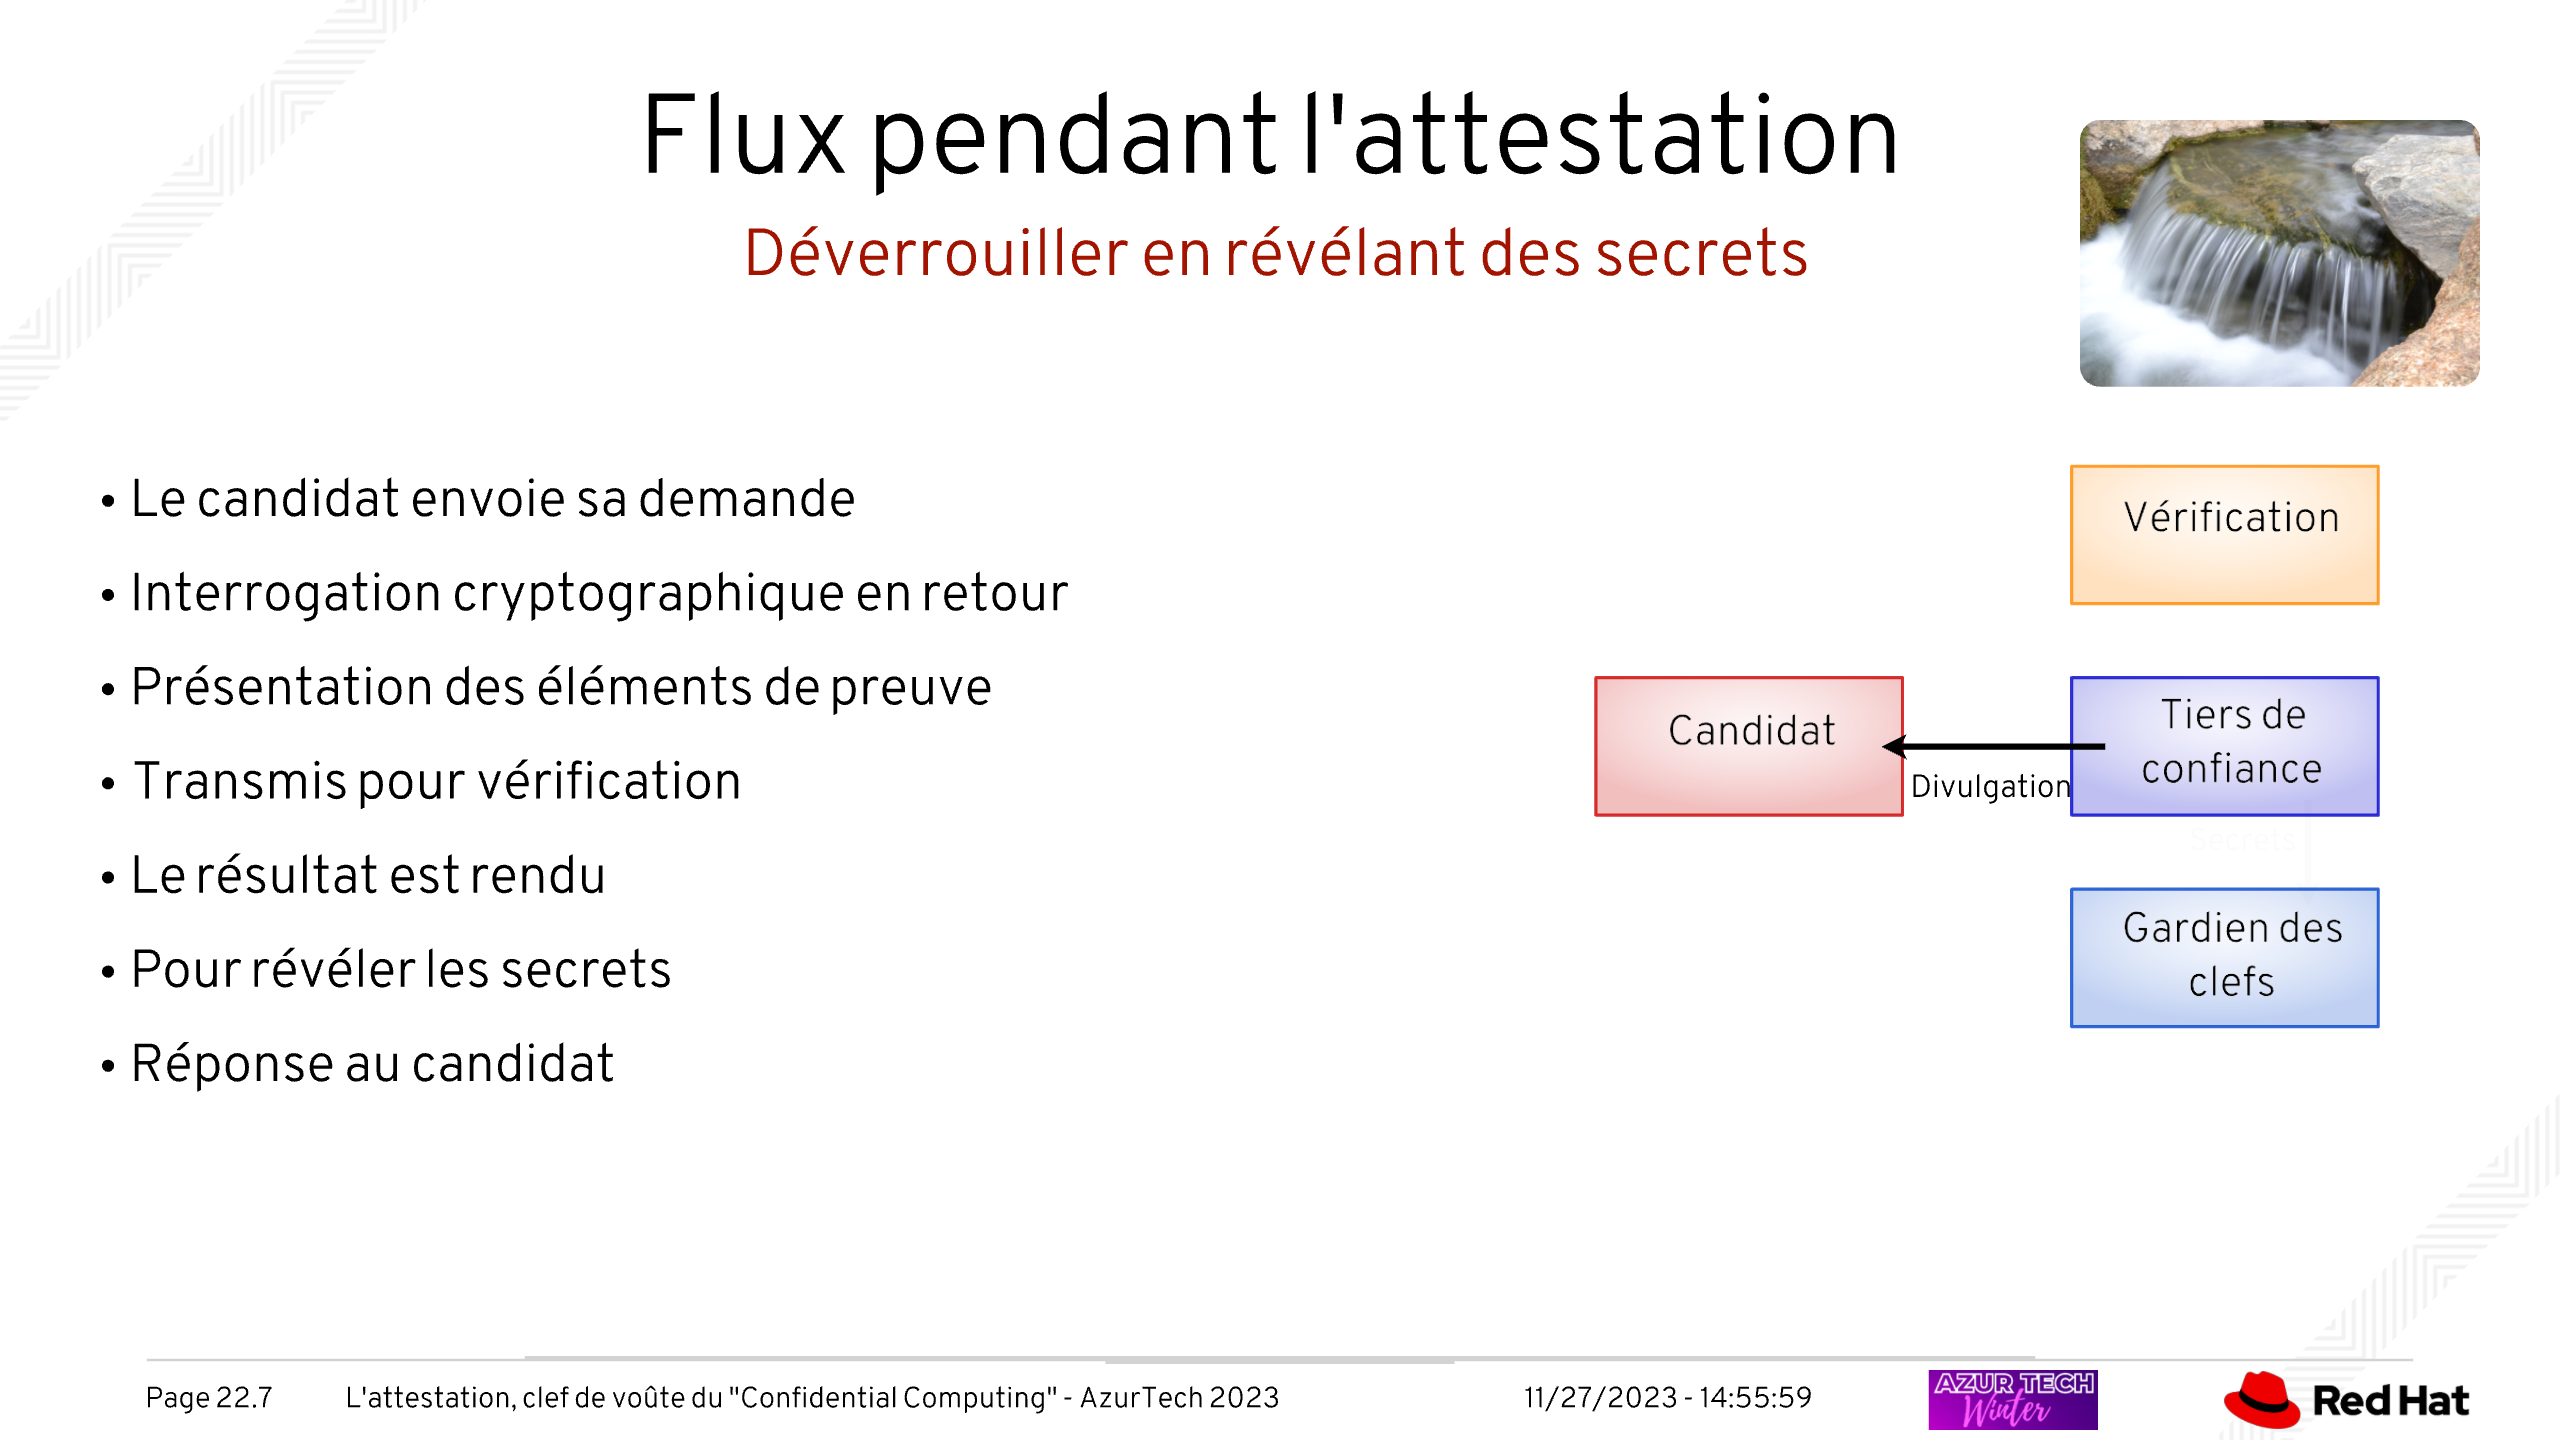 Flux pendant l'attestation
Déverrouiller en révélant des secrets
• Le candidat envoie sa demande
• Interrogation cryptographique en retour
• Présentation des éléments de preuve
• Transmis pour vérification
• Le résultat est rendu
• Pour révéler les secrets
• Réponse au candidat
Vérification
Candidat
Divulgation
Tiers de
confiance
Secrets
Gardien des
clefs
Page 22.7
L'attestation, clef de voûte du "Confidential Computing" - AzurTech 2023
11/27/2023 - 14:55:59
AZUR TECH
Winter
Red Hat